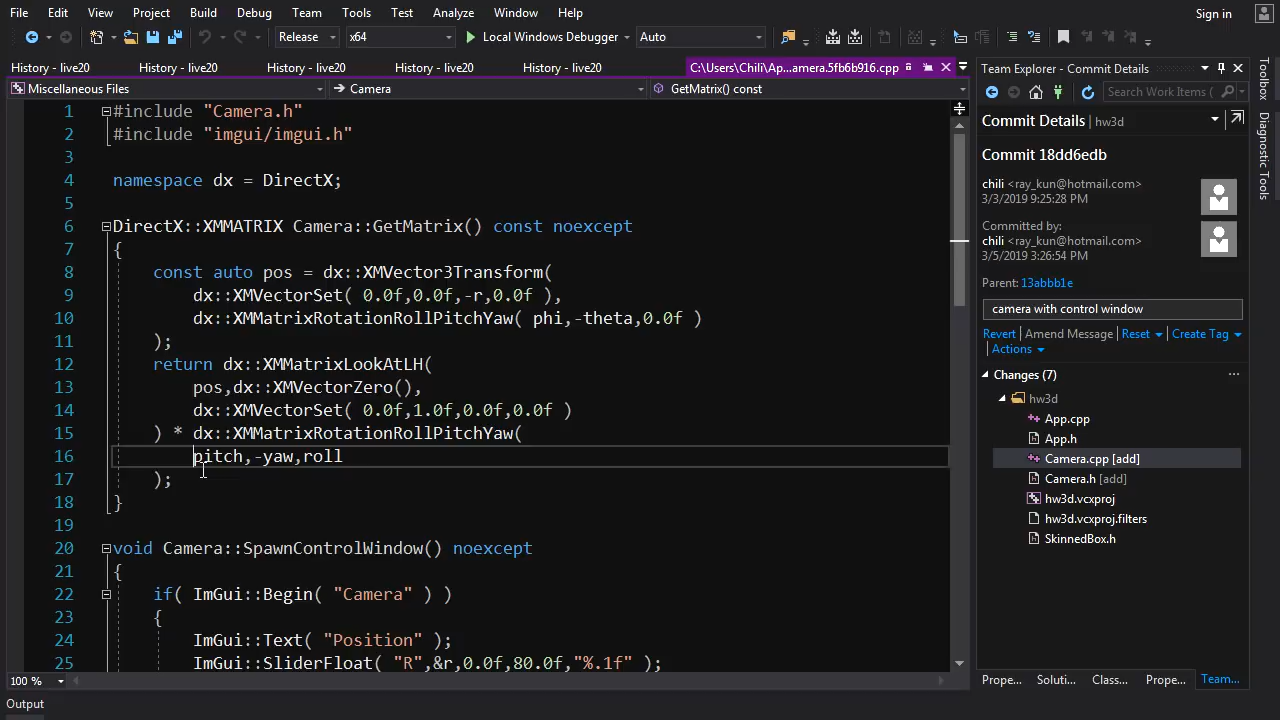 File Edit View Project Build Debug Team Tools Test Analyze Window Help Sign in
Release x64 Local Windows Debugger Auto
History - live20 History - live20 History - live20 History - live20 History - live20 C:\Users\Chili\Ap...amera.5fb6b916.cpp
Miscellaneous Files Camera GetMatrix() const
1 #include "Camera.h"
2 #include "imgui/imgui.h"
3
4 namespace dx = DirectX;
5
6 DirectX::XMMATRIX Camera::GetMatrix() const noexcept
7 {
8 const auto pos = dx::XMVector3Transform(
9 dx::XMVectorSet( 0.0f,0.0f,-r,0.0f ),
10 dx::XMMatrixRotationRollPitchYaw( phi,-theta,0.0f )
11 );
12 return dx::XMMatrixLookAtLH(
13 pos,dx::XMVectorZero(),
14 dx::XMVectorSet( 0.0f,1.0f,0.0f,0.0f )
15 ) * dx::XMMatrixRotationRollPitchYaw(
16 pitch,-yaw,roll
17 );
18 }
19
20 void Camera::SpawnControlWindow() noexcept
21 {
22 if( ImGui::Begin( "Camera" ) )
23 {
24 ImGui::Text( "Position" );
25 ImGui::SliderFloat( "R",&r,0.0f,80.0f,"%.1f" );
100 %
Output
Team Explorer - Commit Details
Search Work Items (
Commit Details | hw3d
Commit 18dd6edb
chili <ray_kun@hotmail.com>
3/3/2019 9:25:28 PM
Committed by:
chili <ray_kun@hotmail.com>
3/5/2019 3:26:54 PM
Parent: 13abbb1e
camera with control window
Revert Amend Message Reset Create Tag
Actions
Changes (7)
hw3d
App.cpp
App.h
Camera.cpp [add]
Camera.h [add]
hw3d.vcxproj
hw3d.vcxproj.filters
SkinnedBox.h
Prope... Soluti... Class... Prope... Team...
Toolbox
Diagnostic Tools